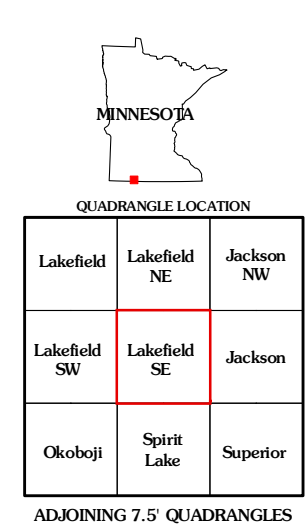 MINNESOTA
QUADRANGLE LOCATION
Lakefield
Lakefield
NE
Jackson
NW
Lakefield
SW
Lakefield
SE
Jackson
Okoboji
Spirit
Lake
Superior
ADJOINING 7.5' QUADRANGLES